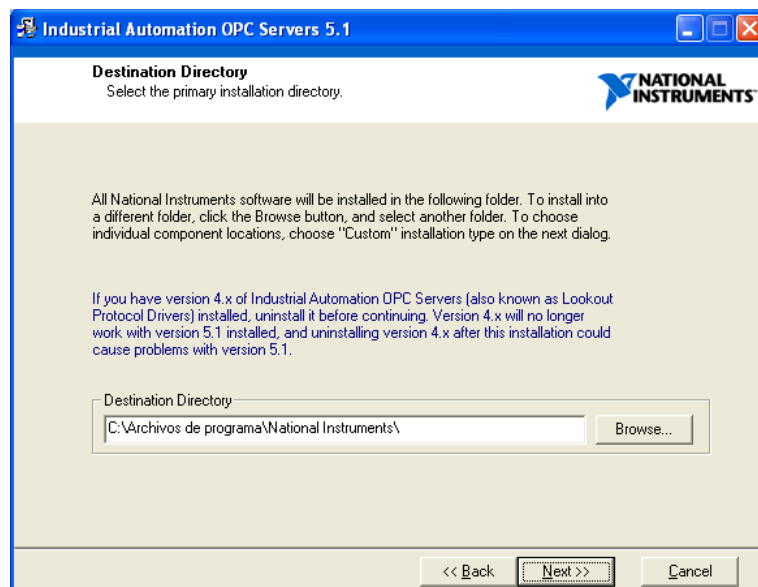 Industrial Automation OPC Servers 5.1
Destination Directory
Select the primary installation directory.
NATIONAL
INSTRUMENTS™
All National Instruments software will be installed in the following folder. To install into
a different folder, click the Browse button, and select another folder. To choose
individual component locations, choose "Custom" installation type on the next dialog.
If you have version 4.x of Industrial Automation OPC Servers (also known as Lookout
Protocol Drivers) installed, uninstall it before continuing. Version 4.x will no longer
work with version 5.1 installed, and uninstalling version 4.x after this installation could
cause problems with version 5.1.
Destination Directory
C:\Archivos de programa\National Instruments\
Browse...
<< Back
Next >>
Cancel